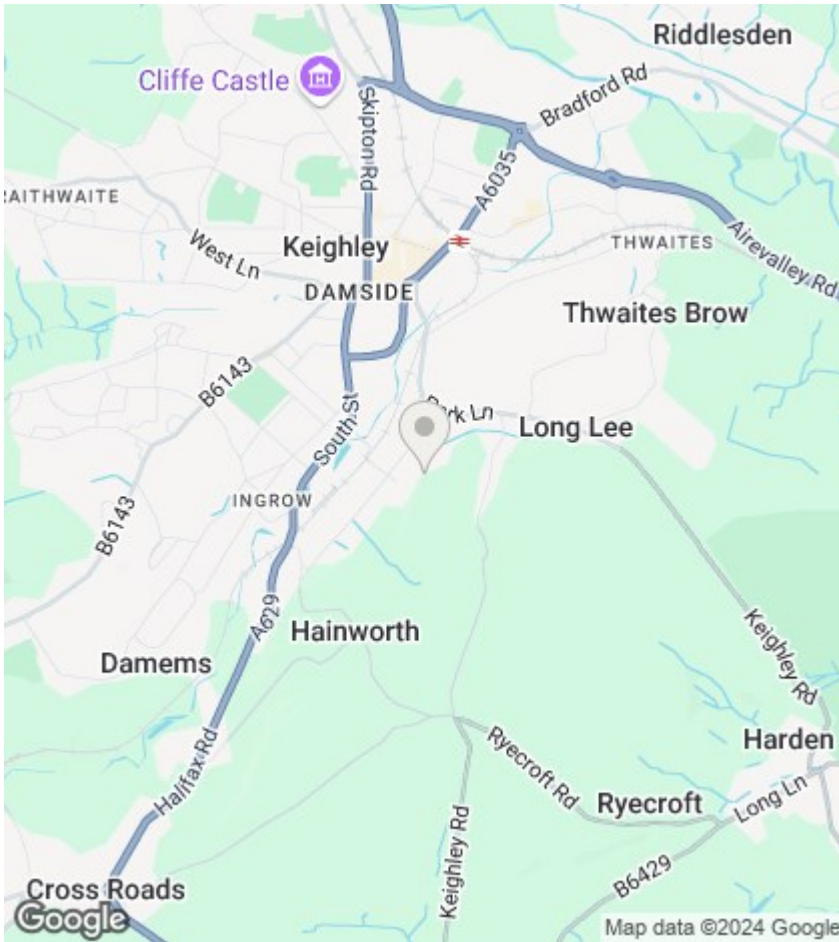 Riddlesden
Cliffe Castle
Bradford Rd
Skipton Rd
A6035
RAITHWAITE
West Ln
Keighley
THWAITES
Airevalley Rd
DAMSIDE
Thwaites Brow
B6143
Park Ln
South St
Long Lee
INGROW
B6143
A629
Hainworth
Keighley Rd
Damems
Halifax Rd
Ryecroft Rd
Harden
Ryecroft
Long Ln
Keighley Rd
B6429
Cross Roads
Google
Map data ©2024 Google